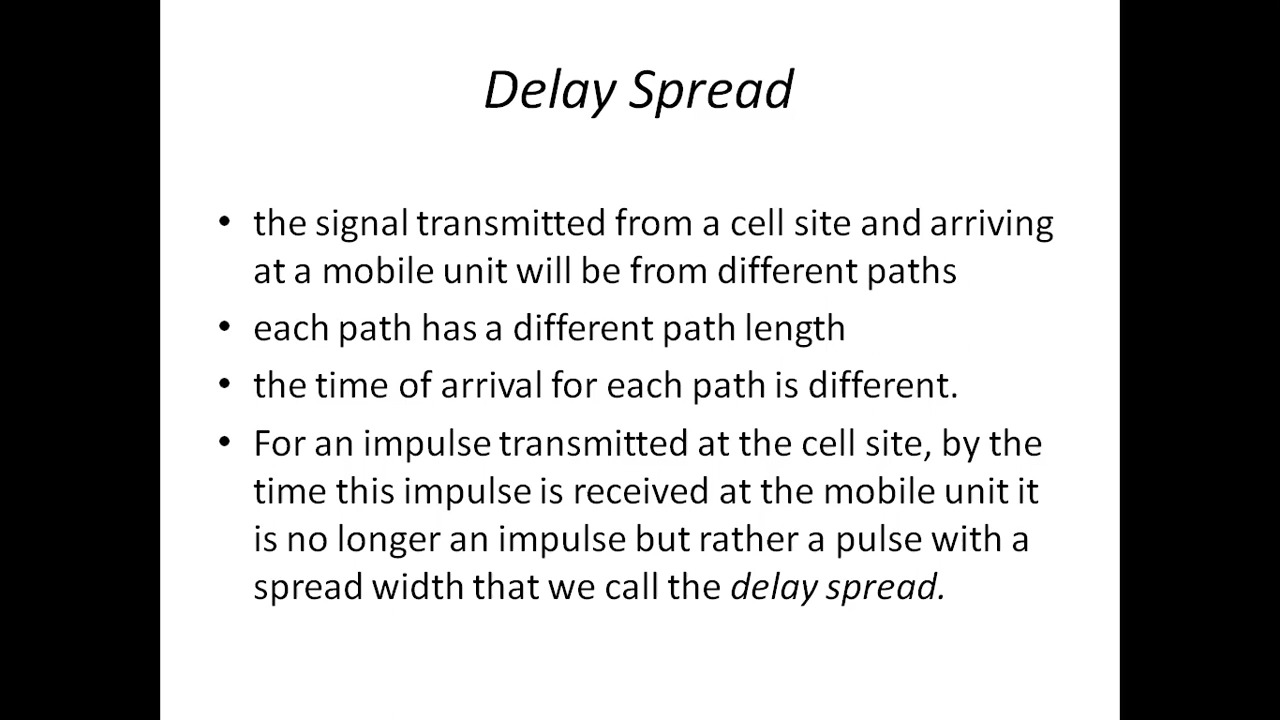 Delay Spread
• the signal transmitted from a cell site and arriving
at a mobile unit will be from different paths
• each path has a different path length
• the time of arrival for each path is different.
• For an impulse transmitted at the cell site, by the
time this impulse is received at the mobile unit it
is no longer an impulse but rather a pulse with a
spread width that we call the delay spread.